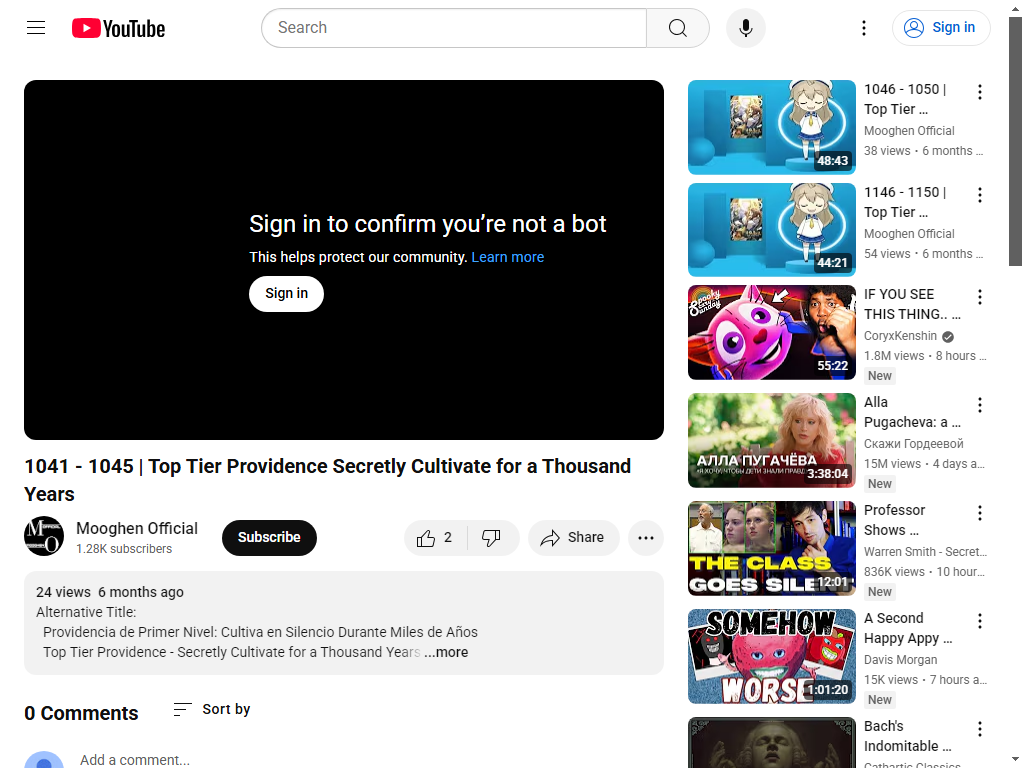 YouTube
Search
Sign in
Sign in to confirm you’re not a bot
This helps protect our community. Learn more
Sign in
1041 - 1045 | Top Tier Providence Secretly Cultivate for a Thousand
Years
Mooghen Official
1.28K subscribers
Subscribe
2
Share
24 views 6 months ago
Alternative Title:
Providencia de Primer Nivel: Cultiva en Silencio Durante Miles de Años
Top Tier Providence - Secretly Cultivate for a Thousand Years ...more
0 Comments
Sort by
Add a comment...
48:43
1046 - 1050 |
Top Tier ...
Mooghen Official
38 views • 6 months ...
44:21
1146 - 1150 |
Top Tier ...
Mooghen Official
54 views • 6 months ...
Spooky
Scary
Sunday
55:22
IF YOU SEE
THIS THING.. ...
CoryxKenshin
1.8M views • 8 hours ...
New
АЛЛА ПУГАЧЁВА:
3:38:04
Alla
Pugacheva: a ...
Скажи Гордеевой
15M views • 4 days a...
New
THE CLASS
GOES SILENT
12:01
Professor
Shows ...
Warren Smith - Secret...
836K views • 10 hour...
New
SOMEHOW
WORSE
1:01:20
A Second
Happy Appy ...
Davis Morgan
15K views • 7 hours a...
New
Bach's
Indomitable ...
Cathartic Classics